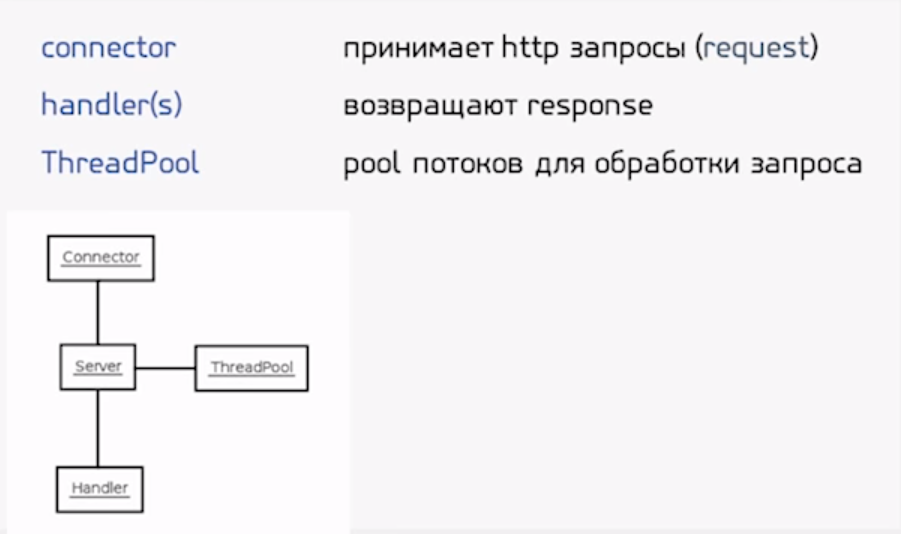 connector принимает http запросы (request)
handler(s) возвращают response
ThreadPool pool потоков для обработки запроса
Connector
Server ThreadPool
Handler